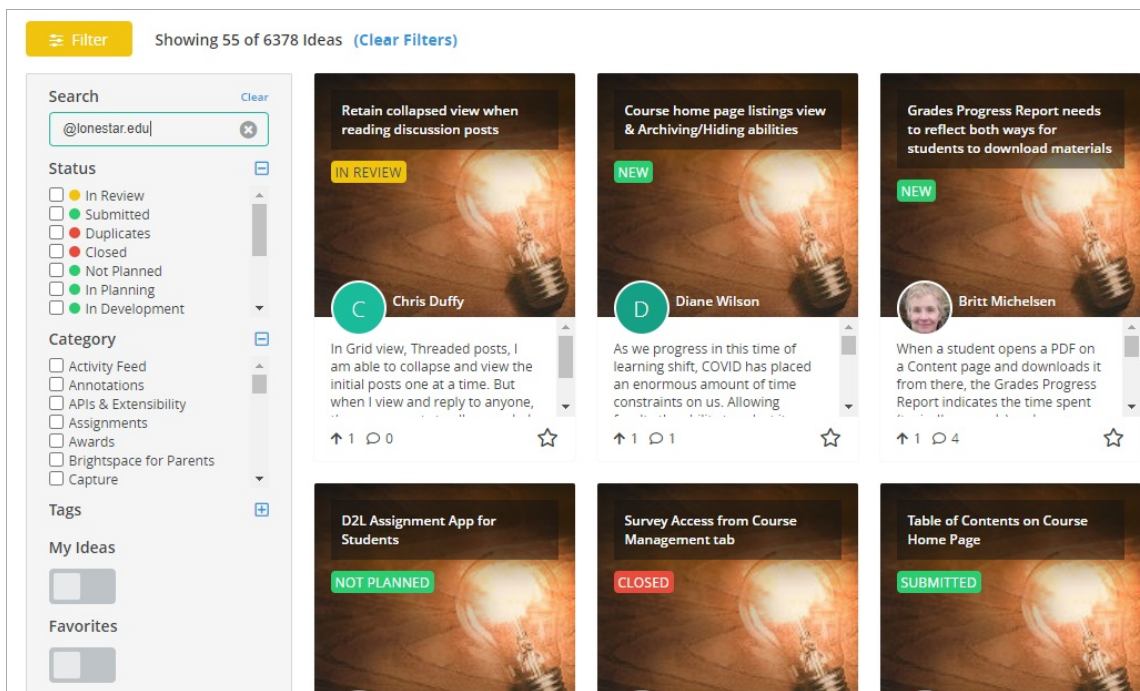 Filter
Showing 55 of 6378 Ideas (Clear Filters)
Search
Clear
@lonestar.edu
Status
In Review
Submitted
Duplicates
Closed
Not Planned
In Planning
In Development
Category
Activity Feed
Annotations
APIs & Extensibility
Assignments
Awards
Brightspace for Parents
Capture
Tags
My Ideas
Favorites
Retain collapsed view when
reading discussion posts
IN REVIEW
C
Chris Duffy
In Grid view, Threaded posts, I
am able to collapse and view the
initial posts one at a time. But
when I view and reply to anyone,
1 0
Course home page listings view
& Archiving/Hiding abilities
NEW
D
Diane Wilson
As we progress in this time of
learning shift, COVID has placed
an enormous amount of time
constraints on us. Allowing
1 1
Grades Progress Report needs
to reflect both ways for
students to download materials
NEW
Britt Michelsen
When a student opens a PDF on
a Content page and downloads it
from there, the Grades Progress
Report indicates the time spent
1 4
D2L Assignment App for
Students
NOT PLANNED
Survey Access from Course
Management tab
CLOSED
Table of Contents on Course
Home Page
SUBMITTED